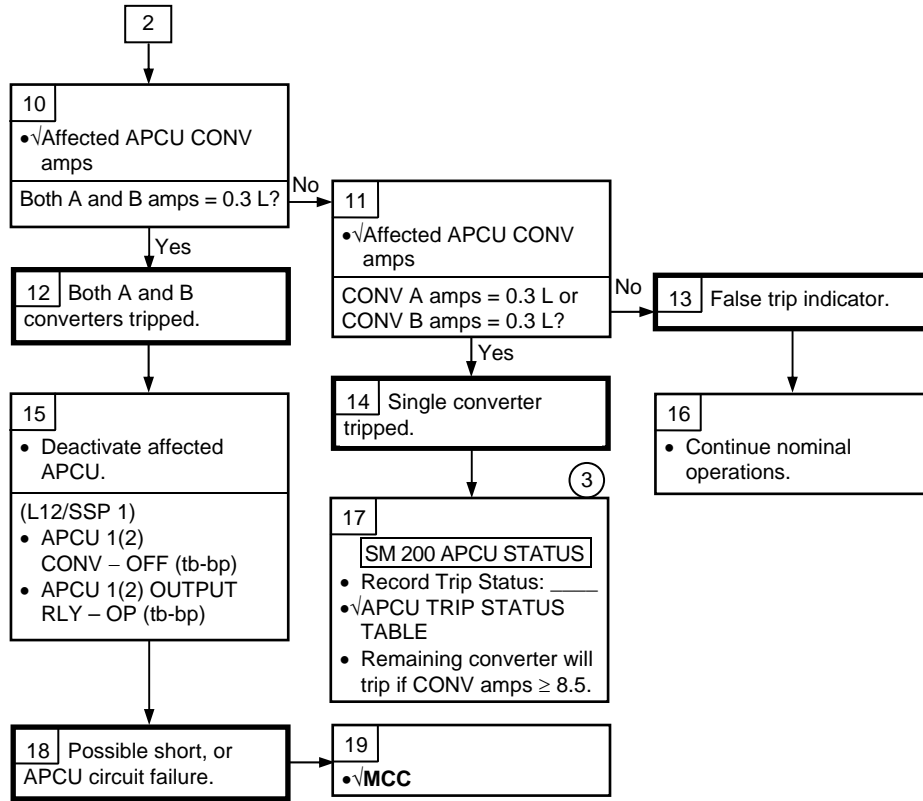 2
10
•√Affected APCU CONV
amps
Both A and B amps = 0.3 L?
No
Yes
11
•√Affected APCU CONV
amps
CONV A amps = 0.3 L or
CONV B amps = 0.3 L?
No
Yes
12 Both A and B
converters tripped.
13 False trip indicator.
14 Single converter
tripped.
15
• Deactivate affected
APCU.
(L12/SSP 1)
• APCU 1(2)
CONV – OFF (tb-bp)
• APCU 1(2) OUTPUT
RLY – OP (tb-bp)
16
• Continue nominal
operations.
3
17
SM 200 APCU STATUS
• Record Trip Status: ____
•√APCU TRIP STATUS
TABLE
• Remaining converter will
trip if CONV amps ≥ 8.5.
18 Possible short, or
APCU circuit failure.
19
•√MCC